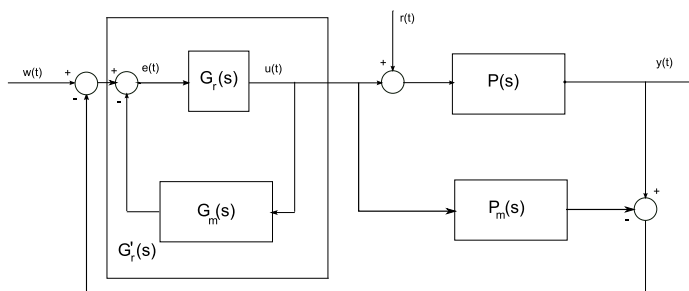 r(t)
w(t)
+
-
+
-
e(t)
G_r(s)
u(t)
+
P(s)
y(t)
G_m(s)
G'_r(s)
P_m(s)
+
-